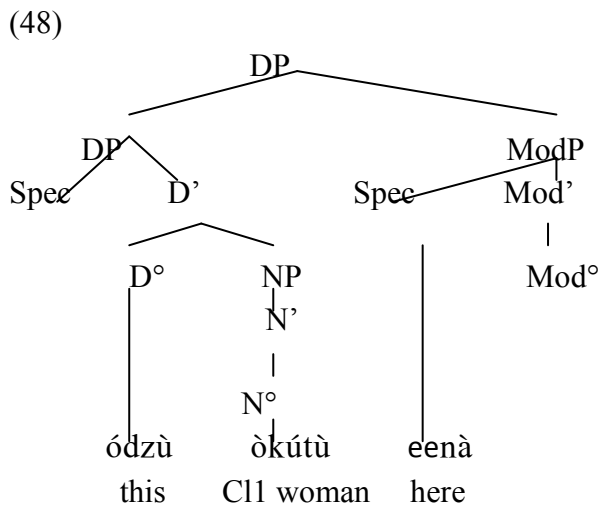 (48)
DP
DP ModP
Spec D’ Spec Mod’
D° NP Mod°
N’
N°
ódzù òkútù eenà
this Cl1 woman here